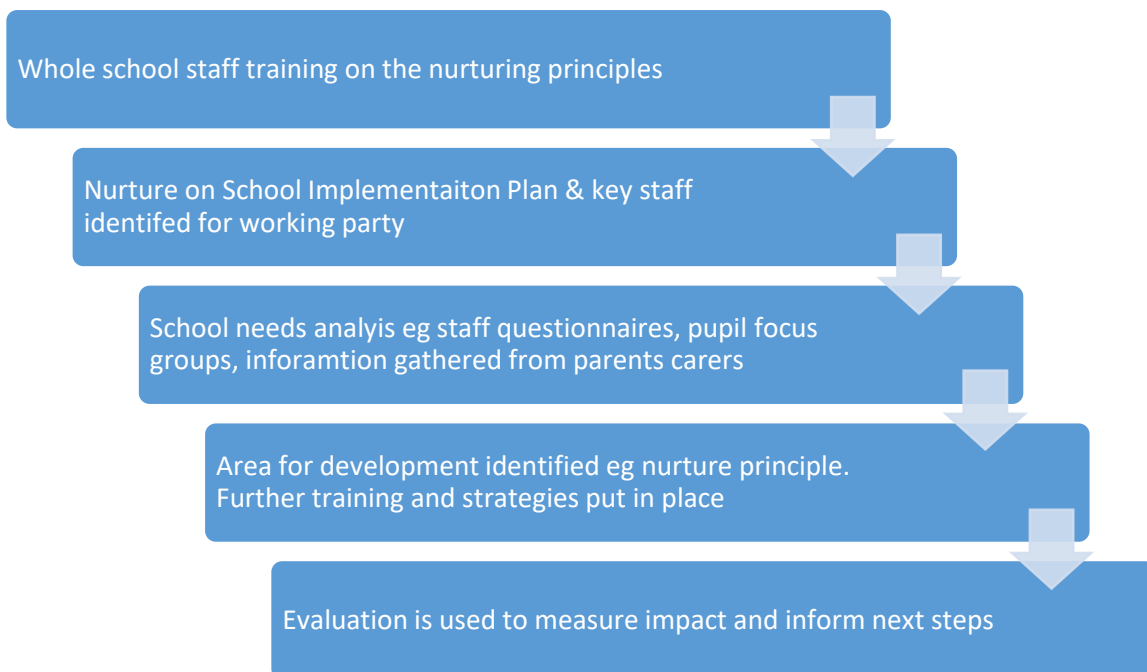 Whole school staff training on the nurturing principles
Nurture on School Implementaiton Plan & key staff
identifed for working party
School needs analyis eg staff questionnaires, pupil focus
groups, inforamtion gathered from parents carers
Area for development identified eg nurture principle.
Further training and strategies put in place
Evaluation is used to measure impact and inform next steps